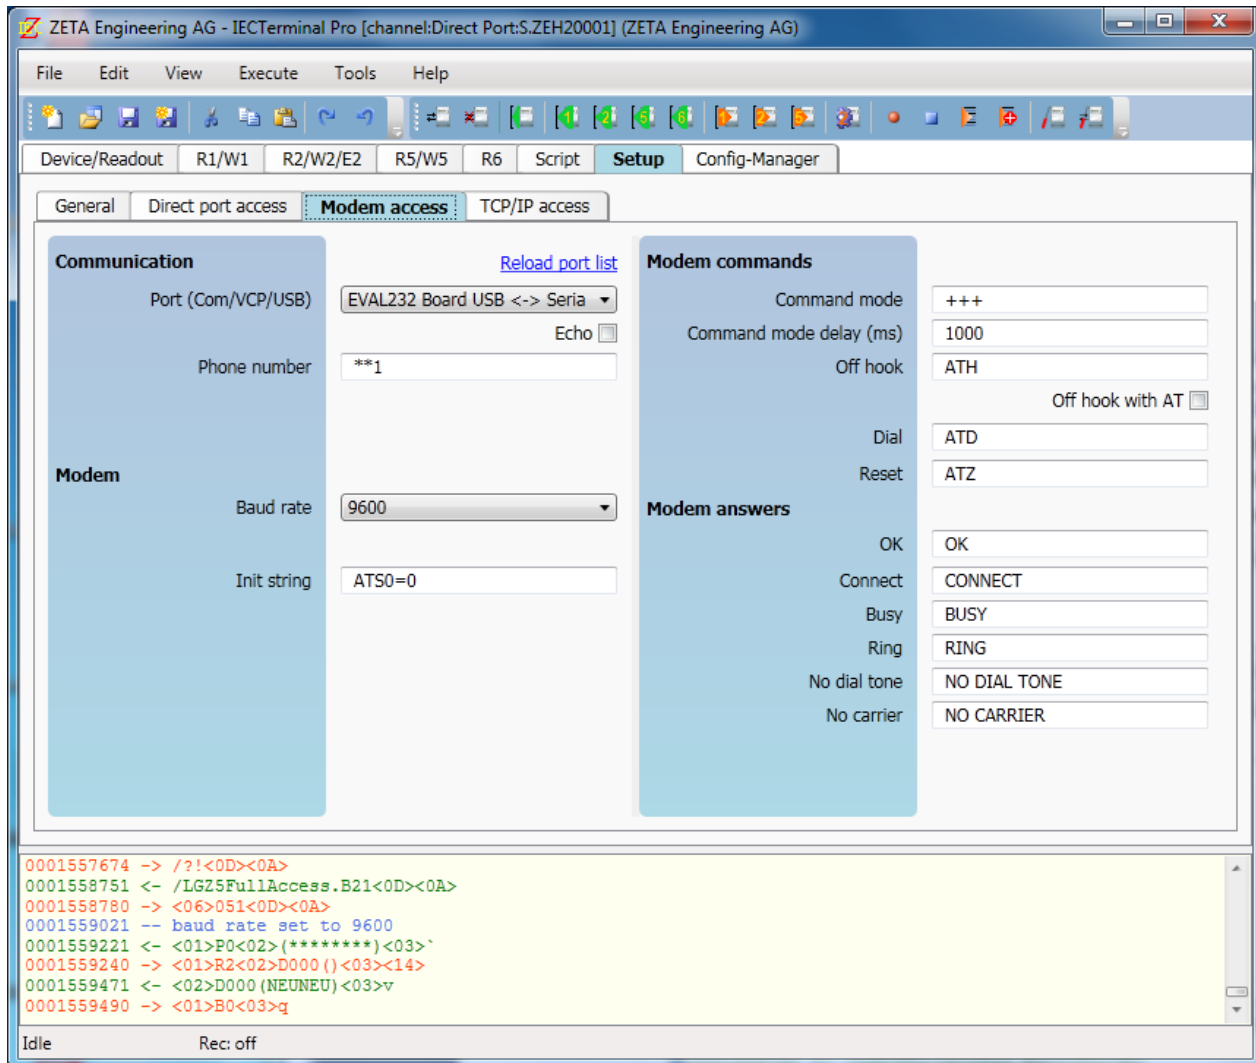 ZETA Engineering AG - IECTerminal Pro [channel:Direct Port:S.ZEH20001] (ZETA Engineering AG)
File Edit View Execute Tools Help
Device/Readout R1/W1 R2/W2/E2 R5/W5 R6 Script Setup Config-Manager
General Direct port access Modem access TCP/IP access
Communication
Reload port list
Port (Com/VCP/USB) EVAL232 Board USB <-> Seria
Echo
Phone number **1
Modem
Baud rate 9600
Init string ATS0=0
Modem commands
Command mode +++
Command mode delay (ms) 1000
Off hook ATH
Off hook with AT
Dial ATD
Reset ATZ
Modem answers
OK OK
Connect CONNECT
Busy BUSY
Ring RING
No dial tone NO DIAL TONE
No carrier NO CARRIER
0001557674 -> /?!<0D><0A>
0001558751 <- /LGZ5FullAccess.B21<0D><0A>
0001558780 -> <06>051<0D><0A>
0001559021 -- baud rate set to 9600
0001559221 <- <01>P0<02>(********)<03>`
0001559240 -> <01>R2<02>D000()<03><14>
0001559471 <- <02>D000(NEUNEU)<03>v
0001559490 -> <01>B0<03>q
Idle Rec: off